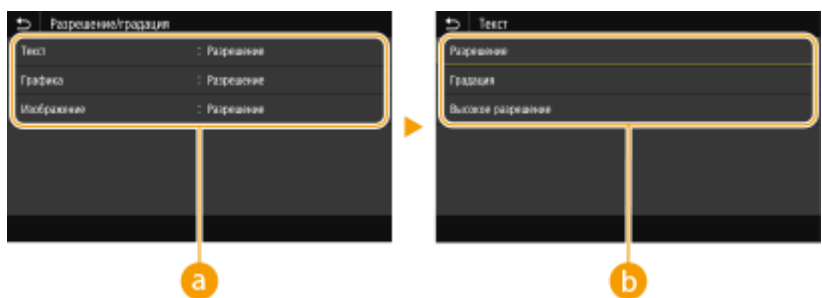 Разрешение/градация
Текст : Разрешение
Графика : Разрешение
Изображение : Разрешение
a
Текст
Разрешение
Градация
Высокое разрешение
b